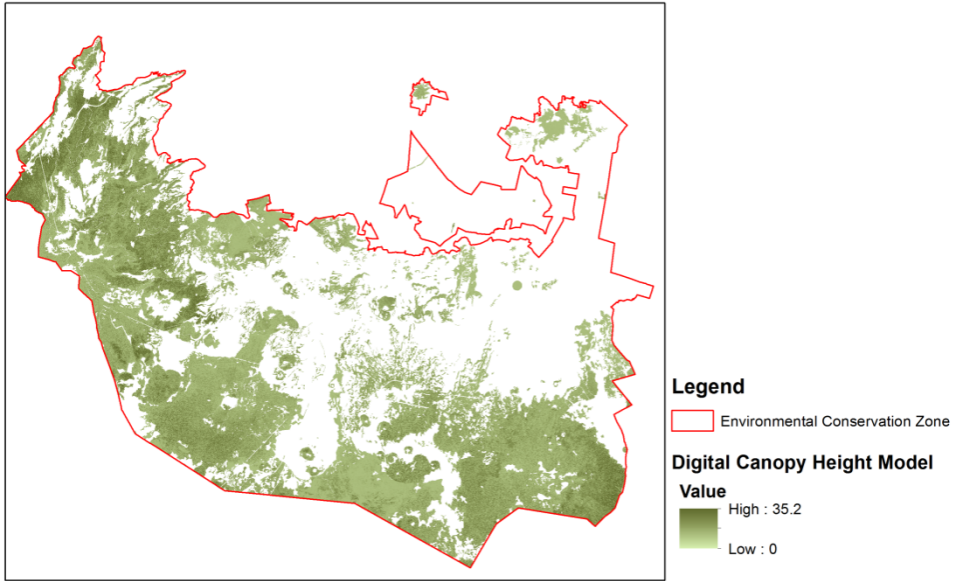 Legend
Environmental Conservation Zone
Digital Canopy Height Model
Value
High : 35.2
Low : 0